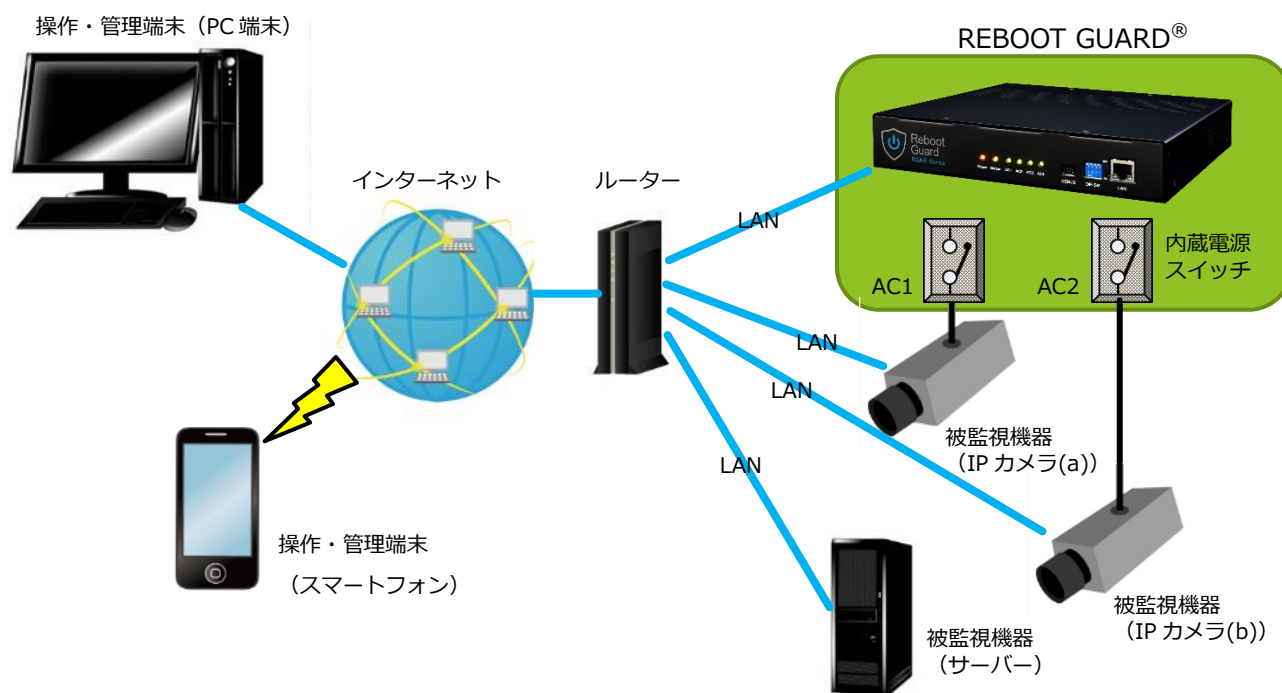 操作・管理端末（PC 端末）
REBOOT GUARD®
Reboot
Guard
インターネット
ルーター
LAN
AC1
AC2
内蔵電源
スイッチ
LAN
LAN
LAN
被監視機器
（IP カメラ(a)）
操作・管理端末
（スマートフォン）
被監視機器
（IP カメラ(b)）
被監視機器
（サーバー）